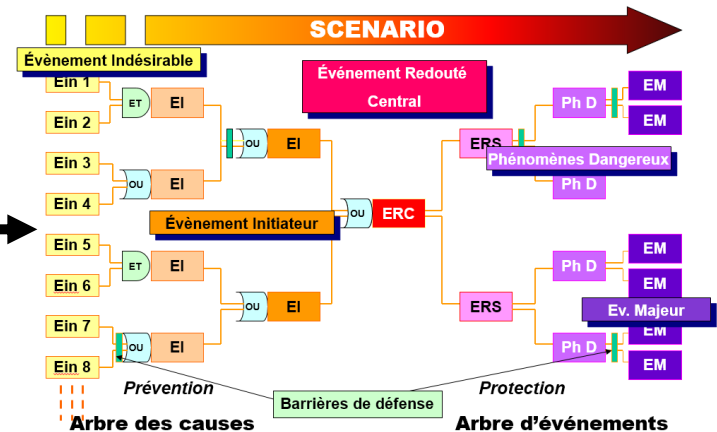 SCENARIO
Évènement Indésirable
Événement Redouté
Central
Ein 1
ET
EI
EM
Ph D
Ein 2
EM
OU
EI
ERS
Ein 3
Phénomènes Dangereux
OU
EI
Ph D
Ein 4
Évènement Initiateur
OU
ERC
Ein 5
EM
ET
EI
Ph D
Ein 6
EM
OU
EI
ERS
Ev. Majeur
Ein 7
EM
OU
EI
Ph D
Ein 8
EM
Prévention
Protection
Barrières de défense
Arbre des causes
Arbre d’événements